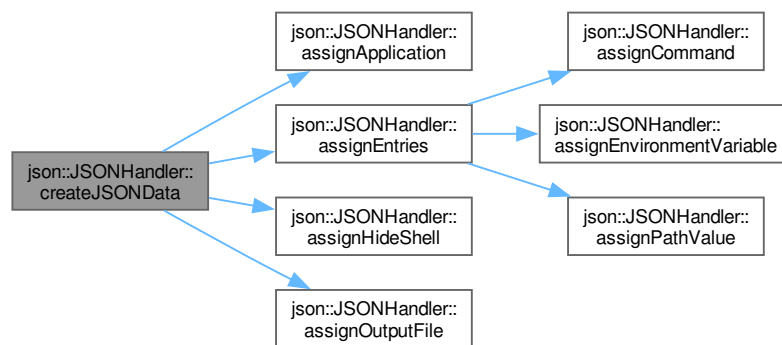 json::JSONHandler::
createJSONData
json::JSONHandler::
assignApplication
json::JSONHandler::
assignEntries
json::JSONHandler::
assignHideShell
json::JSONHandler::
assignOutputFile
json::JSONHandler::
assignCommand
json::JSONHandler::
assignEnvironmentVariable
json::JSONHandler::
assignPathValue